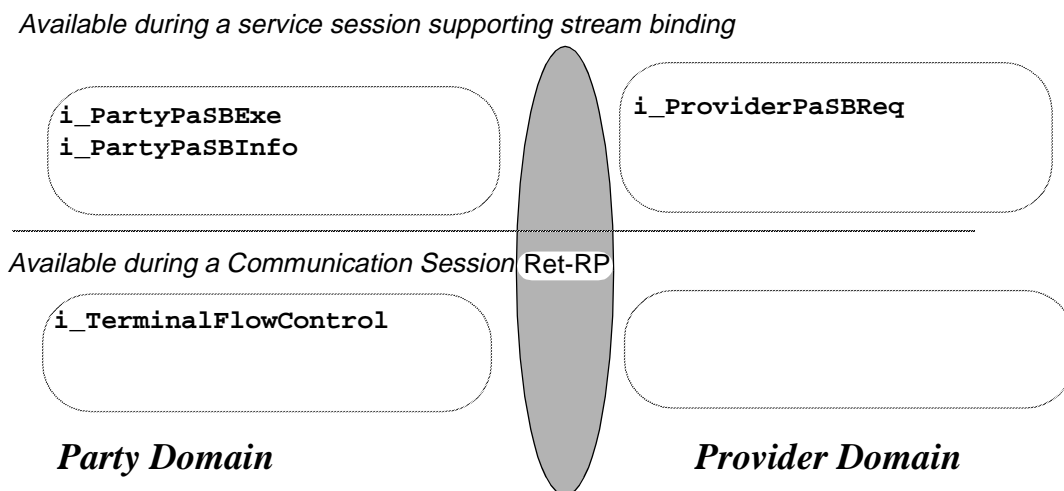 Available during a service session supporting stream binding
i_PartyPaSBExe
i_PartyPaSBInfo
i_ProviderPaSBReq
Available during a Communication Session
Ret-RP
i_TerminalFlowControl
Party Domain
Provider Domain